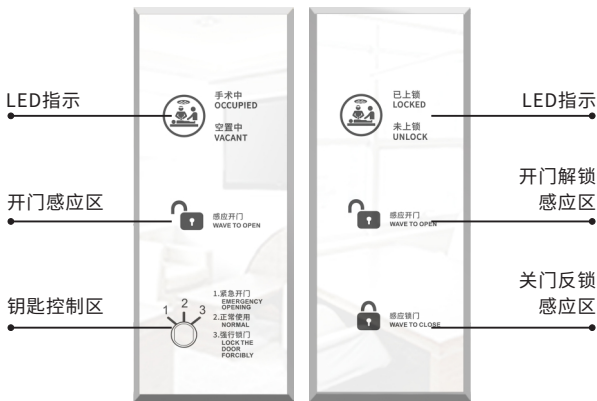 LED指示
开门感应区
钥匙控制区
手术中
OCCUPIED
空置中
VACANT
感应开门
WAVE TO OPEN
1 2 3
1.紧急开门
EMERGENCY
OPENING
2.正常使用
NORMAL
3.强行锁门
LOCK THE
DOOR
FORCIBLY
已上锁
LOCKED
未上锁
UNLOCK
感应开门
WAVE TO OPEN
感应锁门
WAVE TO CLOSE
LED指示
开门解锁
感应区
关门反锁
感应区